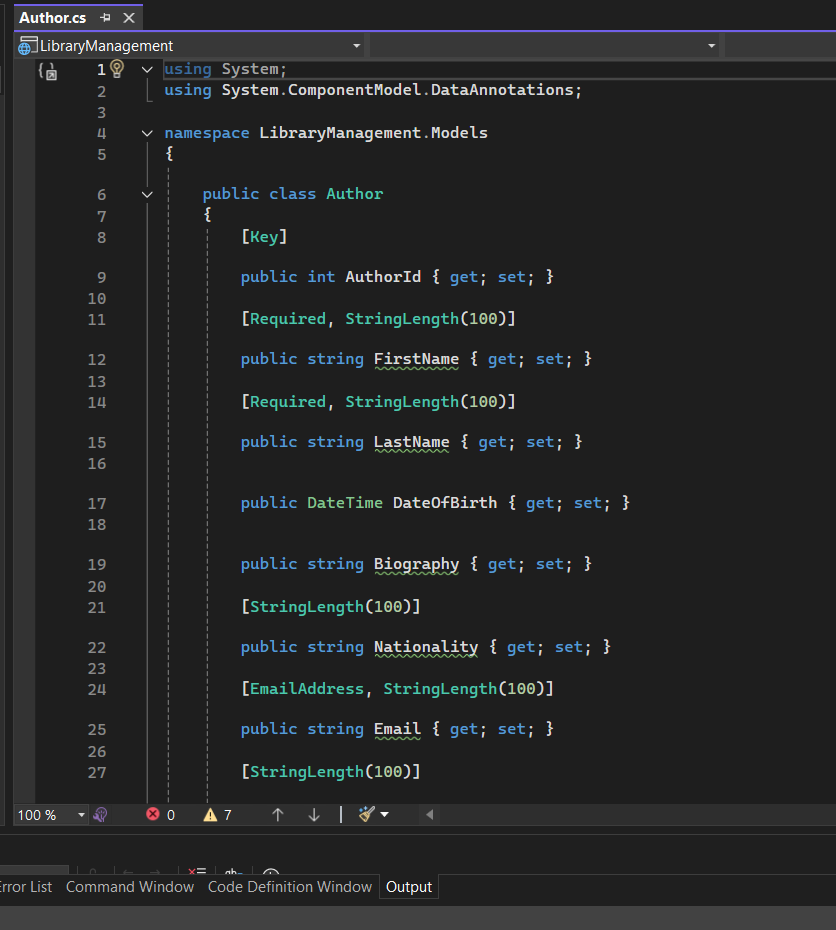 Author.cs
LibraryManagement
1 using System;
2 using System.ComponentModel.DataAnnotations;
3
4 namespace LibraryManagement.Models
5 {
6 public class Author
7 {
8 [Key]
9 public int AuthorId { get; set; }
10
11 [Required, StringLength(100)]
12 public string FirstName { get; set; }
13
14 [Required, StringLength(100)]
15 public string LastName { get; set; }
16
17 public DateTime DateOfBirth { get; set; }
18
19 public string Biography { get; set; }
20
21 [StringLength(100)]
22 public string Nationality { get; set; }
23
24 [EmailAddress, StringLength(100)]
25 public string Email { get; set; }
26
27 [StringLength(100)]
100 % 0 7
rror List Command Window Code Definition Window Output